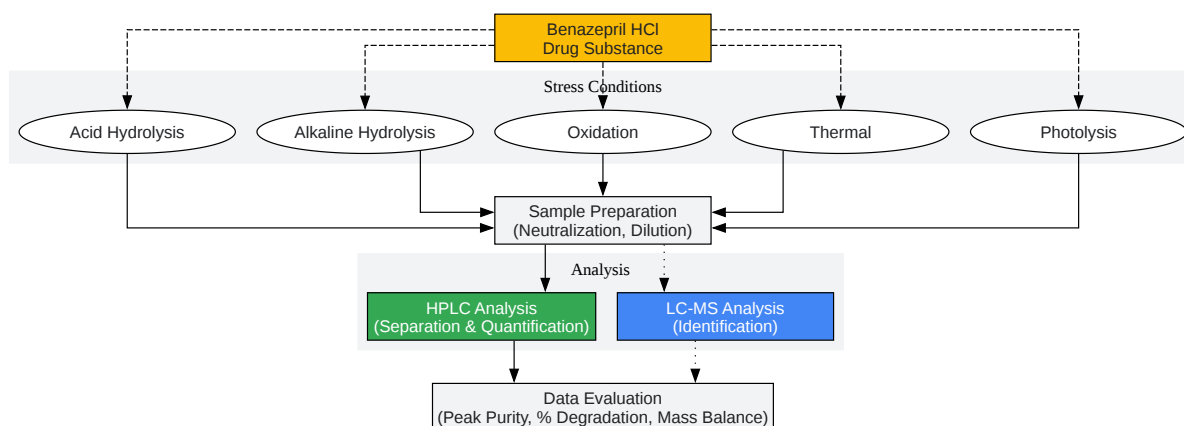 Benazepril HCl
Drug Substance
Stress Conditions
Acid Hydrolysis
Alkaline Hydrolysis
Oxidation
Thermal
Photolysis
Sample Preparation
(Neutralization, Dilution)
Analysis
HPLC Analysis
(Separation & Quantification)
LC-MS Analysis
(Identification)
Data Evaluation
(Peak Purity, % Degradation, Mass Balance)